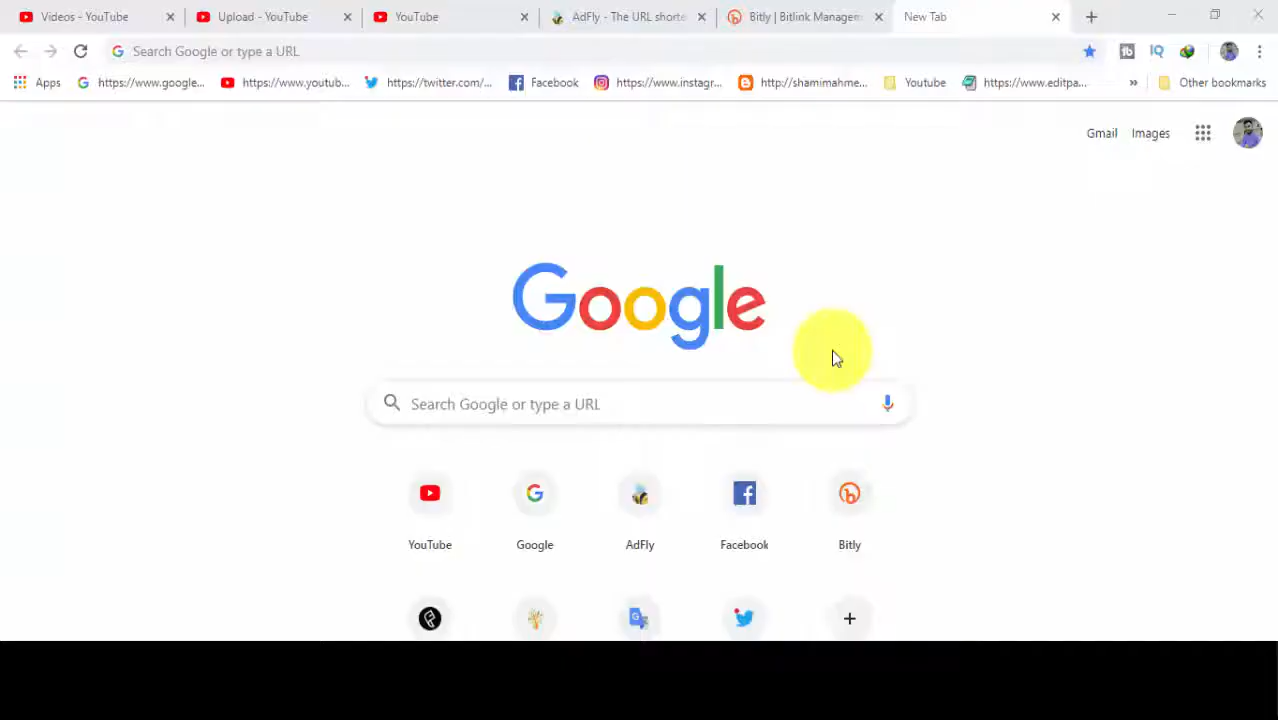 Videos - YouTube
Upload - YouTube
YouTube
AdFly - The URL shorte
Bitly | Bitlink Managem
New Tab
Search Google or type a URL
Apps
https://www.google...
https://www.youtub...
https://twitter.com/...
Facebook
https://www.instagr...
http://shamimahme...
Youtube
https://www.editpa...
»
Other bookmarks
Gmail
Images
Google
Search Google or type a URL
YouTube
Google
AdFly
Facebook
Bitly